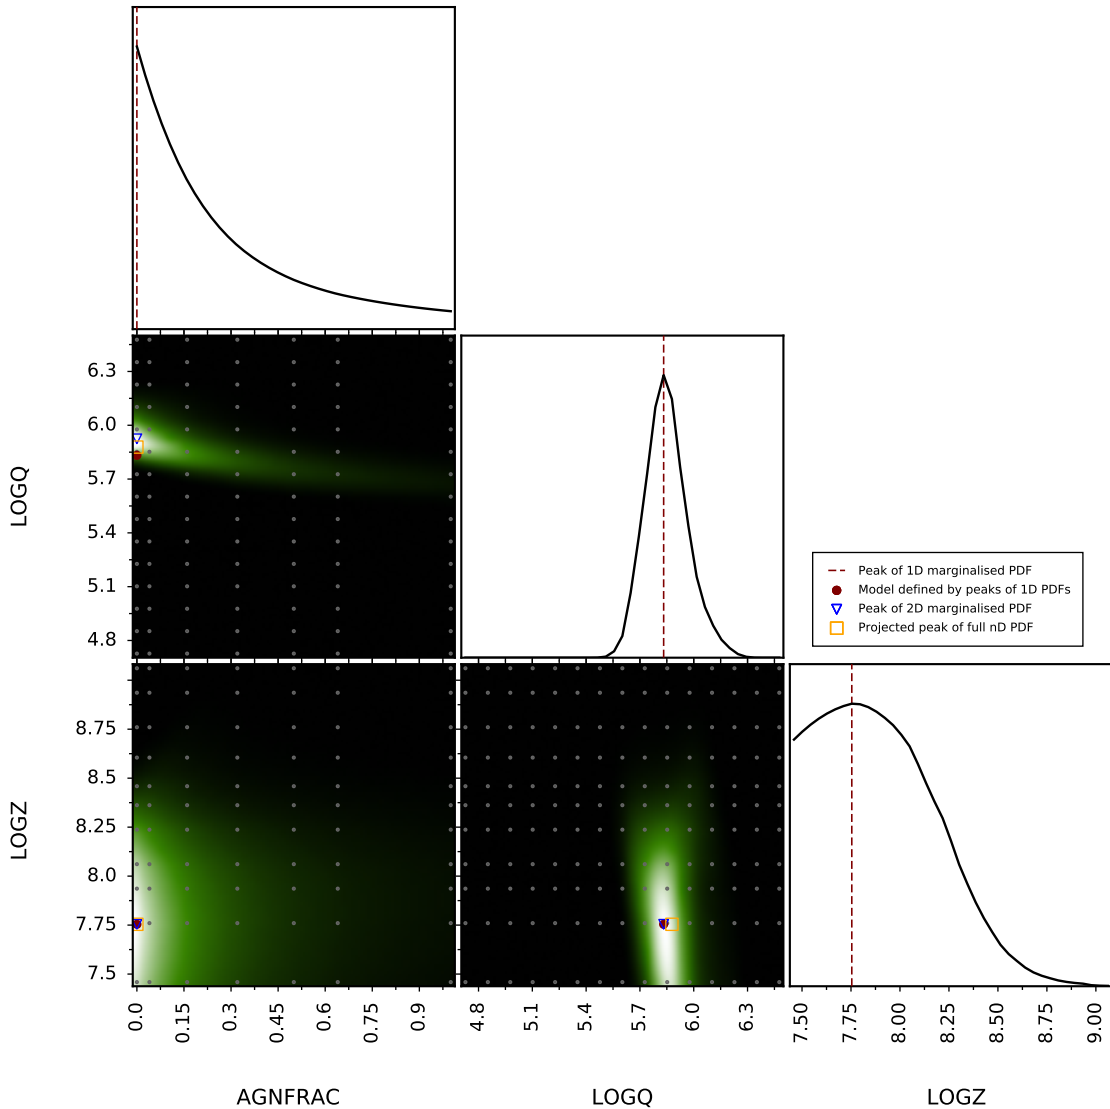 6.3
6.0
5.7
5.4
5.1
4.8
LOGQ
Peak of 1D marginalised PDF
Model defined by peaks of 1D PDFs
Peak of 2D marginalised PDF
Projected peak of full nD PDF
8.75
8.5
8.25
8.0
7.75
7.5
LOGZ
0.0 0.15 0.3 0.45 0.6 0.75 0.9
4.8 5.1 5.4 5.7 6.0 6.3
7.50 7.75 8.00 8.25 8.50 8.75 9.00
AGNFRAC LOGQ LOGZ